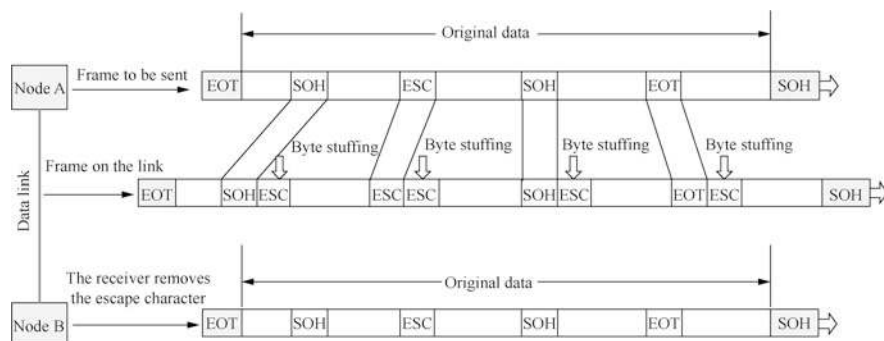 Original data
Node A
Frame to be sent
EOT SOH ESC SOH EOT SOH
Byte stuffing Byte stuffing Byte stuffing Byte stuffing
Data link
Frame on the link
EOT SOH ESC ESC ESC SOH ESC EOT ESC SOH
The receiver removes
the escape character
Original data
Node B
EOT SOH ESC SOH EOT SOH